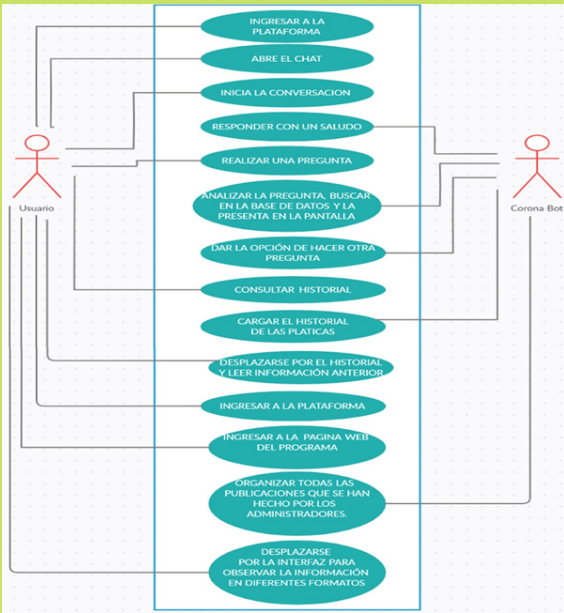 INGRESAR A LA
PLATAFORMA
ABRE EL CHAT
INICIA LA CONVERSACION
RESPONDER CON UN SALUDO
REALIZAR UNA PREGUNTA
ANALIZAR LA PREGUNTA, BUSCAR
EN LA BASE DE DATOS Y LA
PRESENTA EN LA PANTALLA
Usuario
Corona Bot
DAR LA OPCIÓN DE HACER OTRA
PREGUNTA
CONSULTAR HISTORIAL
CARGAR EL HISTORIAL
DE LAS PLATICAS
DESPLAZARSE POR EL HISTORIAL
Y LEER INFORMACIÓN ANTERIOR
INGRESAR A LA PLATAFORMA
INGRESAR A LA PAGINA WEB
DEL PROGRAMA
ORGANIZAR TODAS LAS
PUBLICACIONES QUE SE HAN
HECHO POR LOS
ADMINISTRADORES.
DESPLAZARSE
POR LA INTERFAZ PARA
OBSERVAR LA INFORMACIÓN
EN DIFERENTES FORMATOS